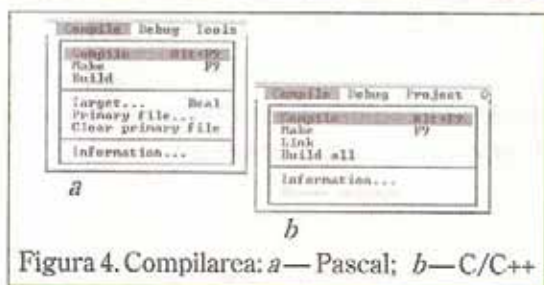 Compile Debug Tools
Compile Alt+F9
Make F9
Build
Target... Real
Primary file...
Clear primary file
Information...
a
Compile Debug Project O
Compile Alt+F9
Make F9
Link
Build all
Information...
b
Figura 4. Compilarea: a — Pascal; b — C/C++